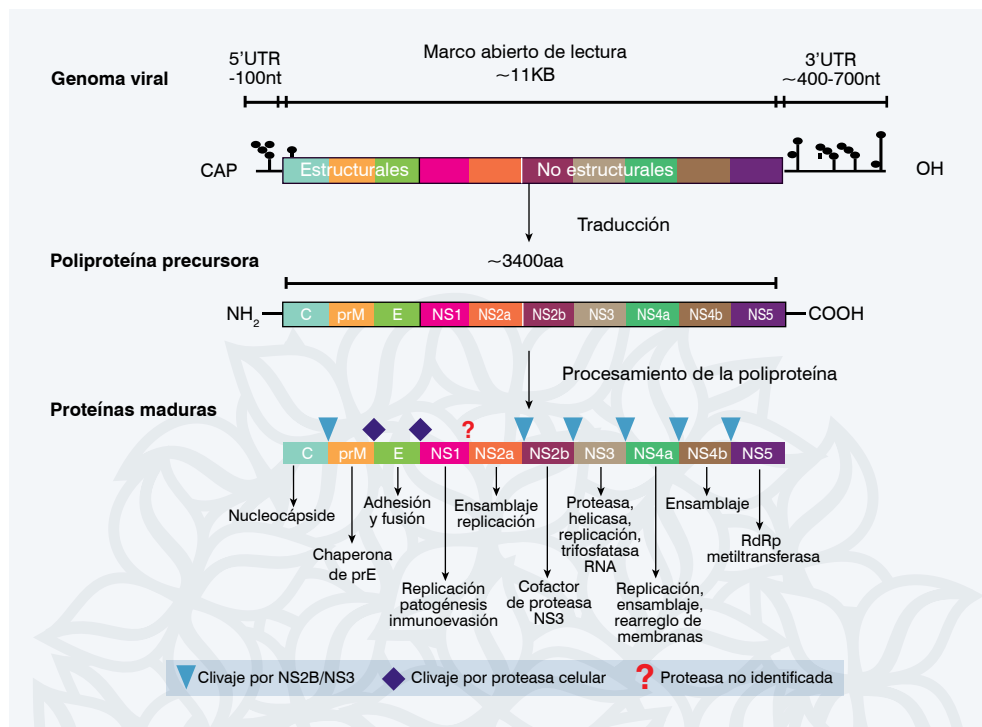 Genoma viral
5'UTR
-100nt
Marco abierto de lectura
~11KB
3'UTR
~400-700nt
CAP
Estructurales
No estructurales
OH
Traducción
Poliproteína precursora
~3400aa
NH2
C
prM
E
NS1
NS2a
NS2b
NS3
NS4a
NS4b
NS5
COOH
Procesamiento de la poliproteína
Proteínas maduras
?
C
prM
E
NS1
NS2a
NS2b
NS3
NS4a
NS4b
NS5
Nucleocápside
Chaperona
de prE
Adhesión
y fusión
Replicación
patogénesis
inmunoevasión
Ensamblaje
replicación
Cofactor
de proteasa
NS3
Proteasa,
helicasa,
replicación,
trifosfatasa
RNA
Replicación,
ensamblaje,
rearreglo de
membranas
Ensamblaje
RdRp
metiltransferasa
Clivaje por NS2B/NS3
Clivaje por proteasa celular
? Proteasa no identificada